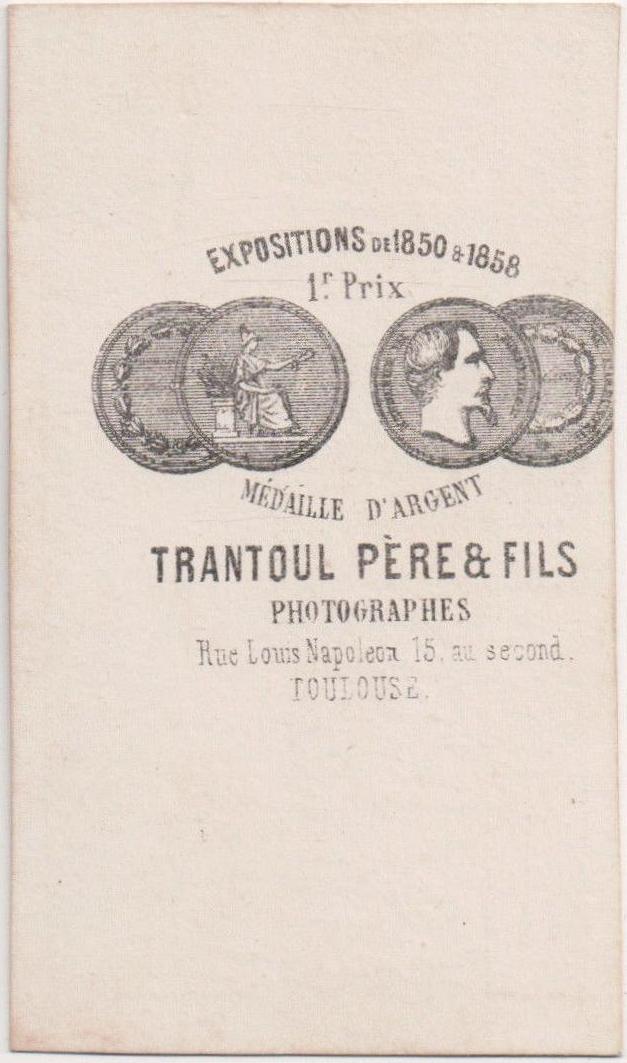 EXPOSITIONS DE 1850 & 1858
1r Prix
MÉDAILLE D'ARGENT
TRANTOUL PÈRE & FILS
PHOTOGRAPHES
Rue Louis Napoleon 15, au second.
TOULOUSE.